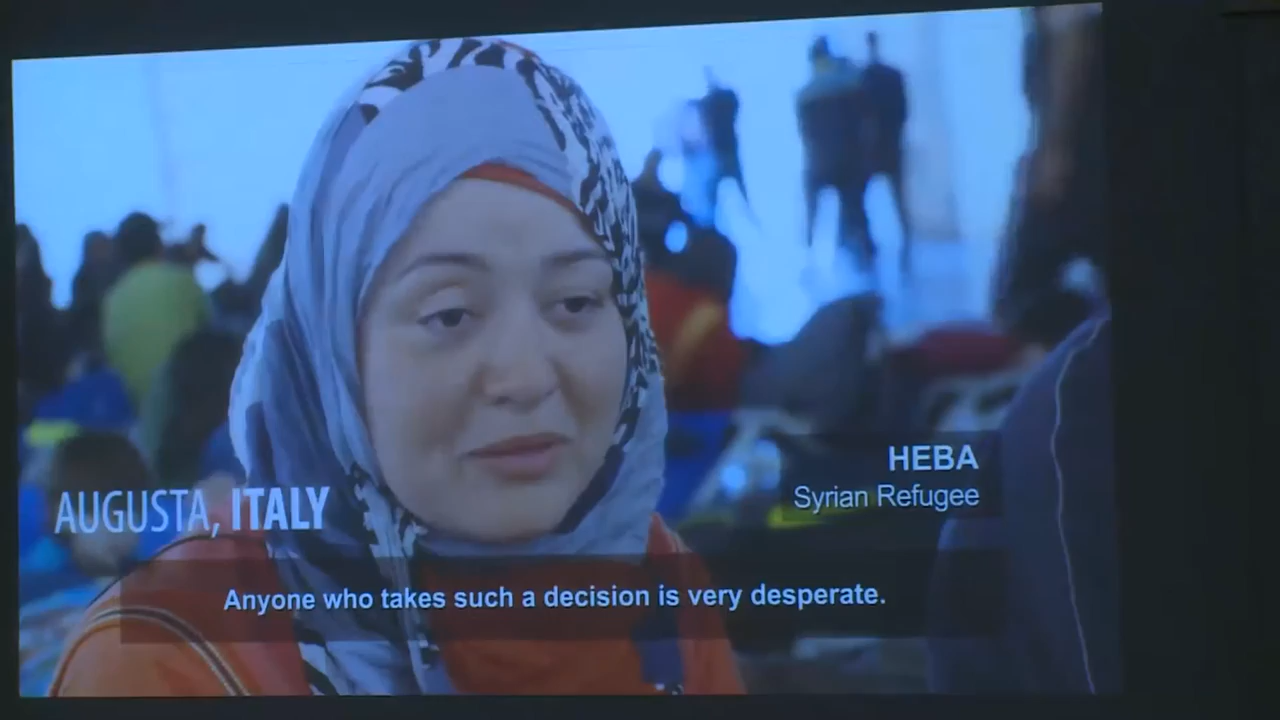 HEBA
Syrian Refugee
AUGUSTA, ITALY
Anyone who takes such a decision is very desperate.